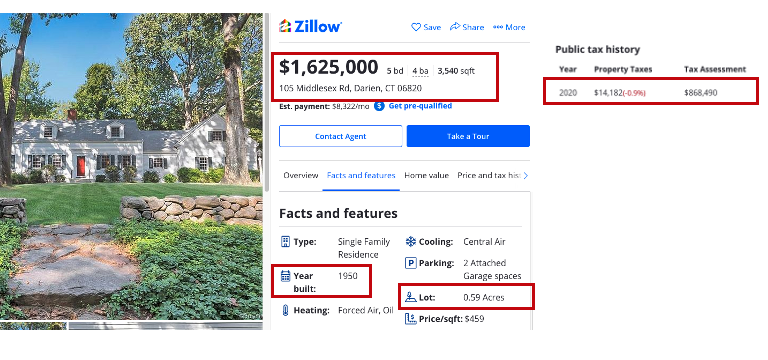 Zillow
Save
Share
More
$1,625,000 5 bd 4 ba 3,540 sqft
105 Middlesex Rd, Darien, CT 06820
Est. payment: $8,322/mo $ Get pre-qualified
Contact Agent
Take a Tour
Overview Facts and features Home value Price and tax his
Facts and features
Type: Single Family
Residence
Year
built: 1950
Heating: Forced Air, Oil
Cooling: Central Air
P Parking: 2 Attached
Garage spaces
Lot: 0.59 Acres
Price/sqft: $459
Public tax history
Year Property Taxes Tax Assessment
2020 $14,182(-0.9%) $868,490